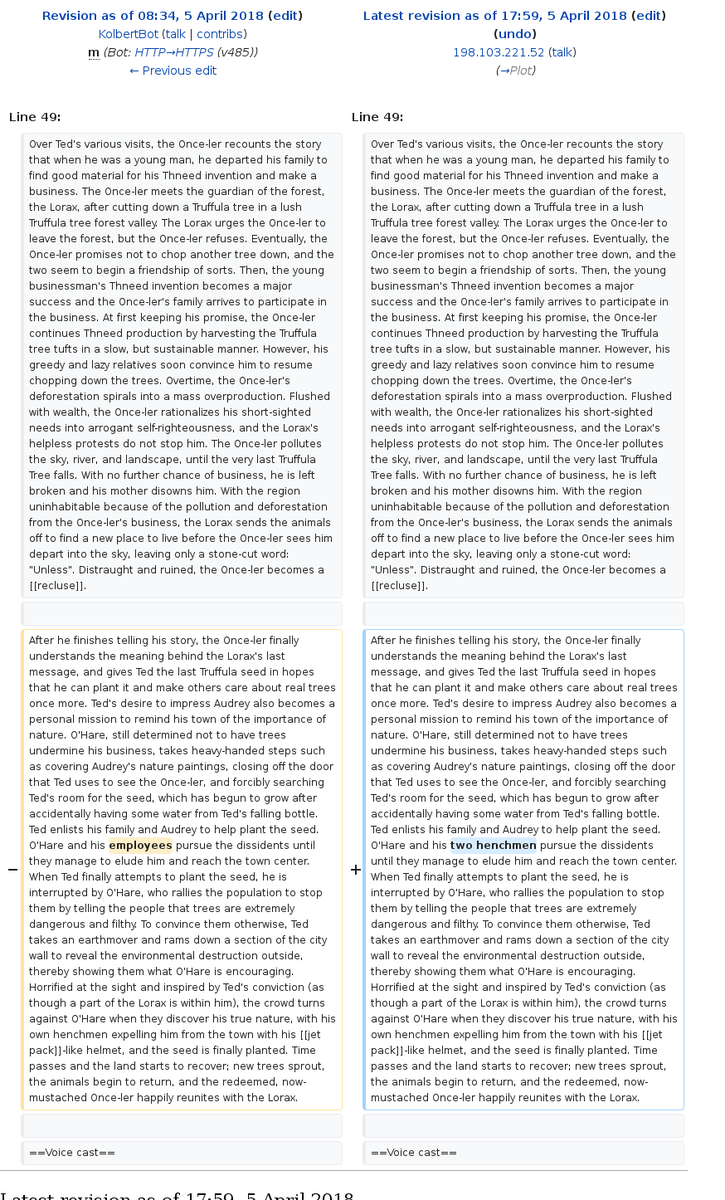 Revision as of 08:34, 5 April 2018 (edit)
KolbertBot (talk | contribs)
m (Bot: HTTP→HTTPS (v485))
← Previous edit
Latest revision as of 17:59, 5 April 2018 (edit)
(undo)
198.103.221.52 (talk)
(→Plot)
Line 49:
Over Ted's various visits, the Once-ler recounts the story
that when he was a young man, he departed his family to
find good material for his Thneed invention and make a
business. The Once-ler meets the guardian of the forest,
the Lorax, after cutting down a Truffula tree in a lush
Truffula tree forest valley. The Lorax urges the Once-ler to
leave the forest, but the Once-ler refuses. Eventually, the
Once-ler promises not to chop another tree down, and the
two seem to begin a friendship of sorts. Then, the young
businessman's Thneed invention becomes a major
success and the Once-ler's family arrives to participate in
the business. At first keeping his promise, the Once-ler
continues Thneed production by harvesting the Truffula
tree tufts in a slow, but sustainable manner. However, his
greedy and lazy relatives soon convince him to resume
chopping down the trees. Overtime, the Once-ler's
deforestation spirals into a mass overproduction. Flushed
with wealth, the Once-ler rationalizes his short-sighted
needs into arrogant self-righteousness, and the Lorax's
helpless protests do not stop him. The Once-ler pollutes
the sky, river, and landscape, until the very last Truffula
Tree falls. With no further chance of business, he is left
broken and his mother disowns him. With the region
uninhabitable because of the pollution and deforestation
from the Once-ler's business, the Lorax sends the animals
off to find a new place to live before the Once-ler sees him
depart into the sky, leaving only a stone-cut word:
"Unless". Distraught and ruined, the Once-ler becomes a
[[recluse]].
After he finishes telling his story, the Once-ler finally
understands the meaning behind the Lorax's last
message, and gives Ted the last Truffula seed in hopes
that he can plant it and make others care about real trees
once more. Ted's desire to impress Audrey also becomes a
personal mission to remind his town of the importance of
nature. O'Hare, still determined not to have trees
undermine his business, takes heavy-handed steps such
as covering Audrey's nature paintings, closing off the door
that Ted uses to see the Once-ler, and forcibly searching
Ted's room for the seed, which has begun to grow after
accidentally having some water from Ted's falling bottle.
Ted enlists his family and Audrey to help plant the seed.
O'Hare and his employees pursue the dissidents
− until they manage to elude him and reach the town center.
When Ted finally attempts to plant the seed, he is
interrupted by O'Hare, who rallies the population to stop
them by telling the people that trees are extremely
dangerous and filthy. To convince them otherwise, Ted
takes an earthmover and rams down a section of the city
wall to reveal the environmental destruction outside,
thereby showing them what O'Hare is encouraging.
Horrified at the sight and inspired by Ted's conviction (as
though a part of the Lorax is within him), the crowd turns
against O'Hare when they discover his true nature, with his
own henchmen expelling him from the town with his [[jet
pack]]-like helmet, and the seed is finally planted. Time
passes and the land starts to recover; new trees sprout,
the animals begin to return, and the redeemed, now-
mustached Once-ler happily reunites with the Lorax.
==Voice cast==
Line 49:
Over Ted's various visits, the Once-ler recounts the story
that when he was a young man, he departed his family to
find good material for his Thneed invention and make a
business. The Once-ler meets the guardian of the forest,
the Lorax, after cutting down a Truffula tree in a lush
Truffula tree forest valley. The Lorax urges the Once-ler to
leave the forest, but the Once-ler refuses. Eventually, the
Once-ler promises not to chop another tree down, and the
two seem to begin a friendship of sorts. Then, the young
businessman's Thneed invention becomes a major
success and the Once-ler's family arrives to participate in
the business. At first keeping his promise, the Once-ler
continues Thneed production by harvesting the Truffula
tree tufts in a slow, but sustainable manner. However, his
greedy and lazy relatives soon convince him to resume
chopping down the trees. Overtime, the Once-ler's
deforestation spirals into a mass overproduction. Flushed
with wealth, the Once-ler rationalizes his short-sighted
needs into arrogant self-righteousness, and the Lorax's
helpless protests do not stop him. The Once-ler pollutes
the sky, river, and landscape, until the very last Truffula
Tree falls. With no further chance of business, he is left
broken and his mother disowns him. With the region
uninhabitable because of the pollution and deforestation
from the Once-ler's business, the Lorax sends the animals
off to find a new place to live before the Once-ler sees him
depart into the sky, leaving only a stone-cut word:
"Unless". Distraught and ruined, the Once-ler becomes a
[[recluse]].
After he finishes telling his story, the Once-ler finally
understands the meaning behind the Lorax's last
message, and gives Ted the last Truffula seed in hopes
that he can plant it and make others care about real trees
once more. Ted's desire to impress Audrey also becomes a
personal mission to remind his town of the importance of
nature. O'Hare, still determined not to have trees
undermine his business, takes heavy-handed steps such
as covering Audrey's nature paintings, closing off the door
that Ted uses to see the Once-ler, and forcibly searching
Ted's room for the seed, which has begun to grow after
accidentally having some water from Ted's falling bottle.
Ted enlists his family and Audrey to help plant the seed.
O'Hare and his two henchmen pursue the dissidents
+ until they manage to elude him and reach the town center.
When Ted finally attempts to plant the seed, he is
interrupted by O'Hare, who rallies the population to stop
them by telling the people that trees are extremely
dangerous and filthy. To convince them otherwise, Ted
takes an earthmover and rams down a section of the city
wall to reveal the environmental destruction outside,
thereby showing them what O'Hare is encouraging.
Horrified at the sight and inspired by Ted's conviction (as
though a part of the Lorax is within him), the crowd turns
against O'Hare when they discover his true nature, with his
own henchmen expelling him from the town with his [[jet
pack]]-like helmet, and the seed is finally planted. Time
passes and the land starts to recover; new trees sprout,
the animals begin to return, and the redeemed, now-
mustached Once-ler happily reunites with the Lorax.
==Voice cast==
Latest revision as of 17:59, 5 April 2018